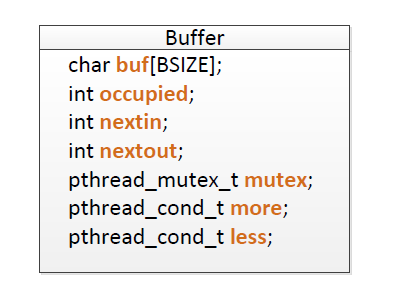 Buffer
char buf[BSIZE];
int occupied;
int nextin;
int nextout;
pthread_mutex_t mutex;
pthread_cond_t more;
pthread_cond_t less;